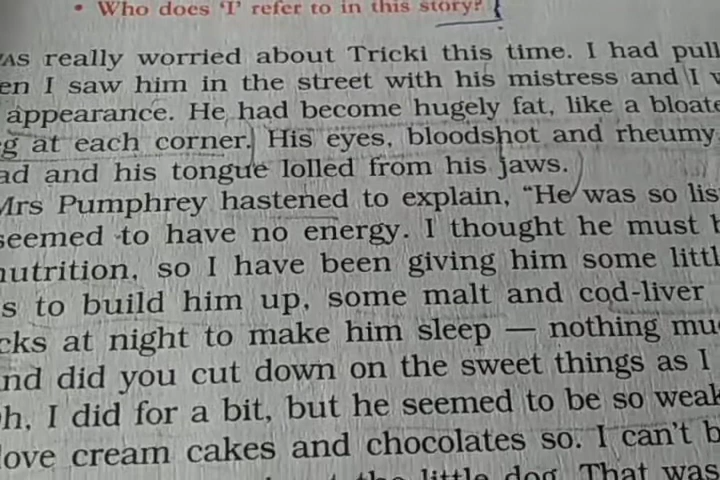 • Who does 'I' refer to in this story?
AS really worried about Tricki this time. I had pull
en I saw him in the street with his mistress and I w
appearance. He had become hugely fat, like a bloate
g at each corner. His eyes, bloodshot and rheumy
ad and his tongue lolled from his jaws.
Mrs Pumphrey hastened to explain, “He was so lis
seemed to have no energy. I thought he must b
nutrition, so I have been giving him some littl
s to build him up, some malt and cod-liver
cks at night to make him sleep — nothing mu
nd did you cut down on the sweet things as I
h, I did for a bit, but he seemed to be so weak
love cream cakes and chocolates so. I can't b
the little dog. That was